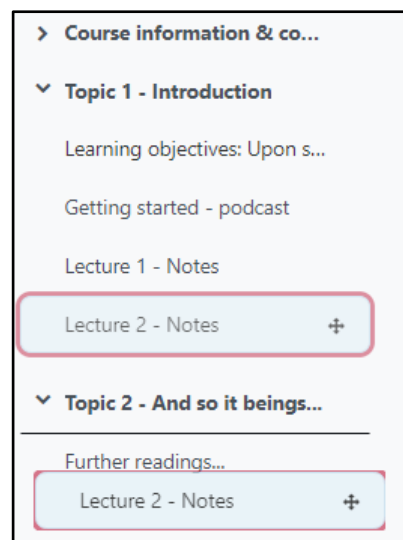 Course information & co...
Topic 1 - Introduction
Learning objectives: Upon s...
Getting started - podcast
Lecture 1 - Notes
Lecture 2 - Notes
Topic 2 - And so it beings...
Further readings...
Lecture 2 - Notes